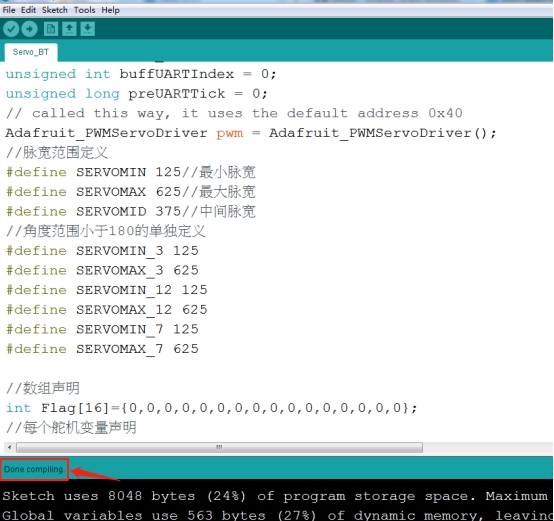 File Edit Sketch Tools Help
Servo_BT
unsigned int buffUARTIndex = 0;
unsigned long preUARTTick = 0;
// called this way, it uses the default address 0x40
Adafruit_PWMServoDriver pwm = Adafruit_PWMServoDriver();
//脉宽范围定义
#define SERVOMIN 125//最小脉宽
#define SERVOMAX 625//最大脉宽
#define SERVOMID 375//中间脉宽
//角度范围小于180的单独定义
#define SERVOMIN_3 125
#define SERVOMAX_3 625
#define SERVOMIN_12 125
#define SERVOMAX_12 625
#define SERVOMIN_7 125
#define SERVOMAX_7 625
//数组声明
int Flag[16]={0,0,0,0,0,0,0,0,0,0,0,0,0,0,0,0};
//每个舵机变量声明
Done compiling.
Sketch uses 8048 bytes (24%) of program storage space. Maximum
Global variables use 563 bytes (27%) of dynamic memory, leaving